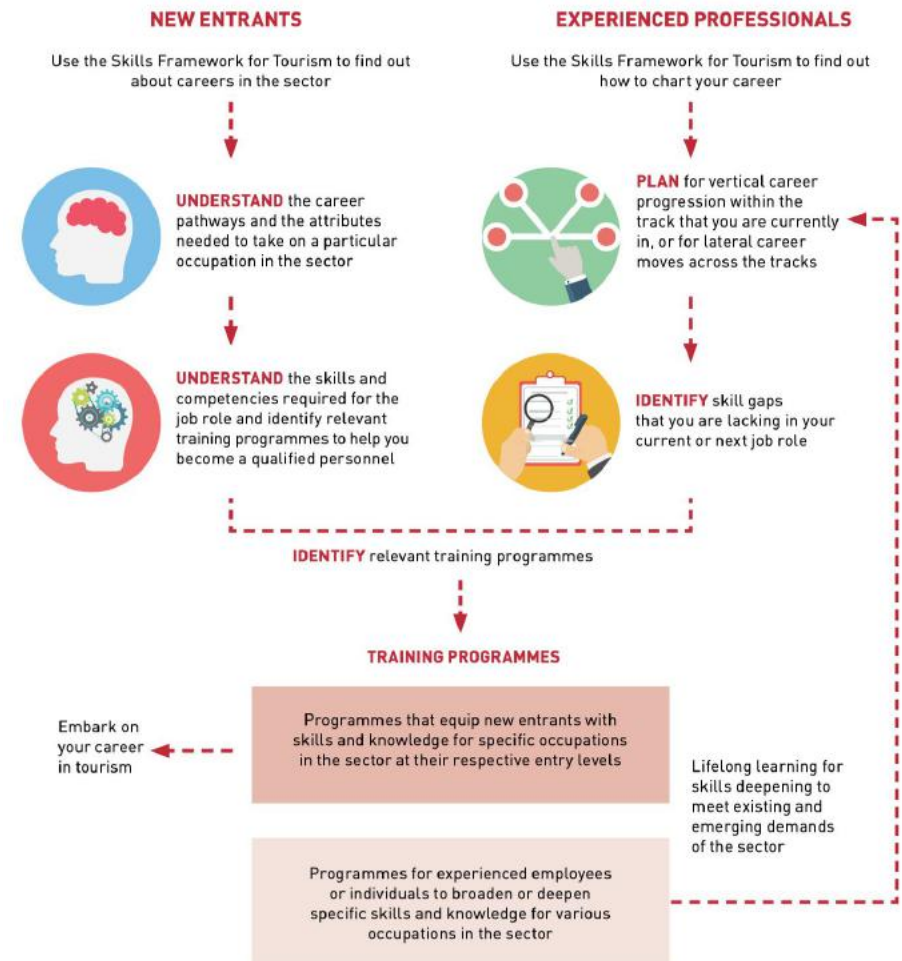 NEW ENTRANTS
Use the Skills Framework for Tourism to find out
about careers in the sector
UNDERSTAND the career
pathways and the attributes
needed to take on a particular
occupation in the sector
UNDERSTAND the skills and
competencies required for the
job role and identify relevant
training programmes to help you
become a qualified personnel
EXPERIENCED PROFESSIONALS
Use the Skills Framework for Tourism to find out
how to chart your career
PLAN for vertical career
progression within the
track that you are currently
in, or for lateral career
moves across the tracks
IDENTIFY skill gaps
that you are lacking in your
current or next job role
IDENTIFY relevant training programmes
TRAINING PROGRAMMES
Programmes that equip new entrants with
skills and knowledge for specific occupations
in the sector at their respective entry levels
Embark on
your career
in tourism
Programmes for experienced employees
or individuals to broaden or deepen
specific skills and knowledge for various
occupations in the sector
Lifelong learning for
skills deepening to
meet existing and
emerging demands
of the sector